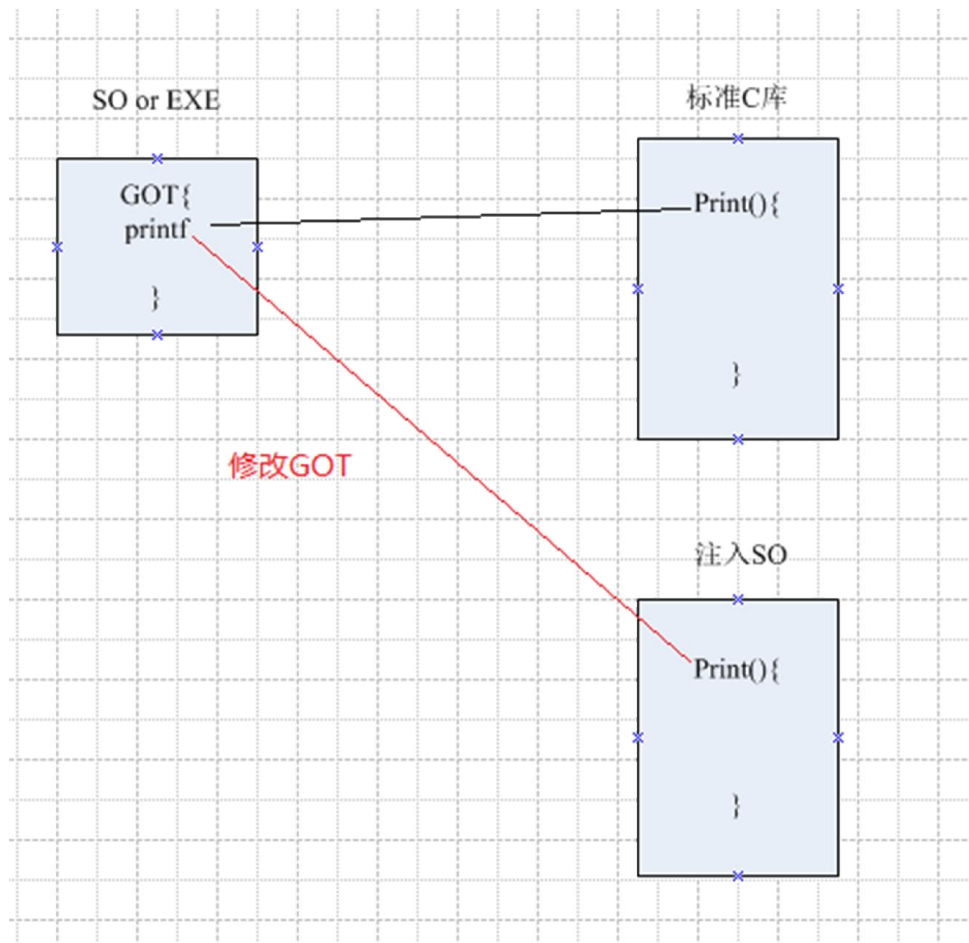 SO or EXE
GOT{
printf
}
标准C库
Print(){
}
修改GOT
注入SO
Print(){
}